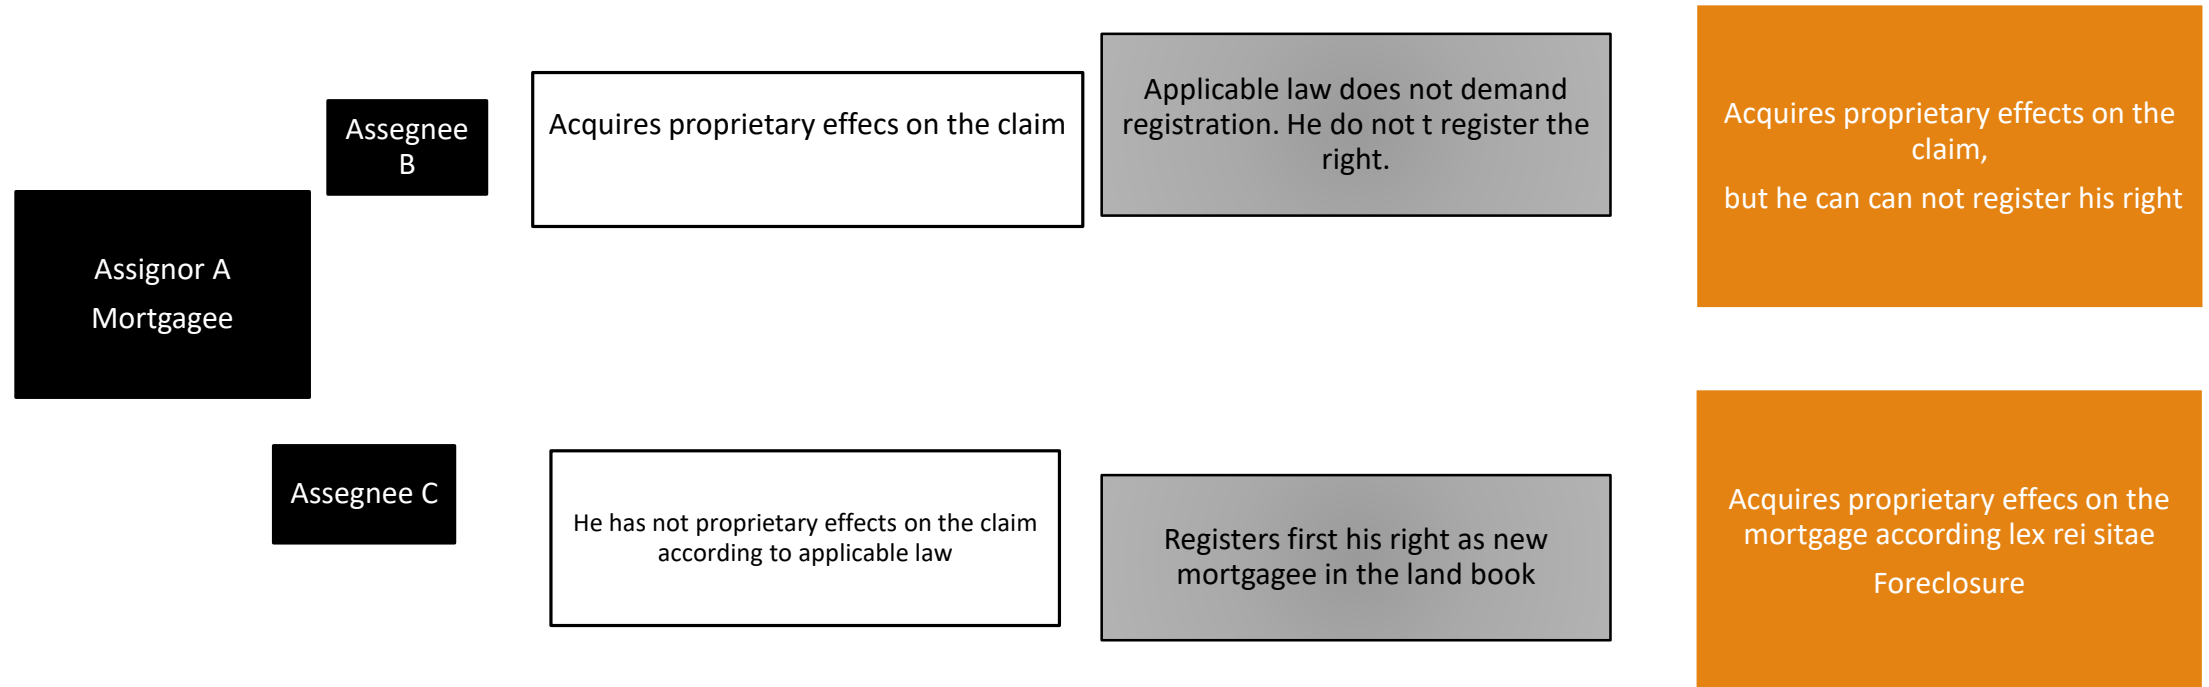 Assignor A
Mortgagee
Assegnee
B
Acquires proprietary effecs on the claim
Applicable law does not demand
registration. He do not t register the
right.
Acquires proprietary effects on the
claim,
but he can can not register his right
Assegnee C
He has not proprietary effects on the claim
according to applicable law
Registers first his right as new
mortgagee in the land book
Acquires proprietary effecs on the
mortgage according lex rei sitae
Foreclosure